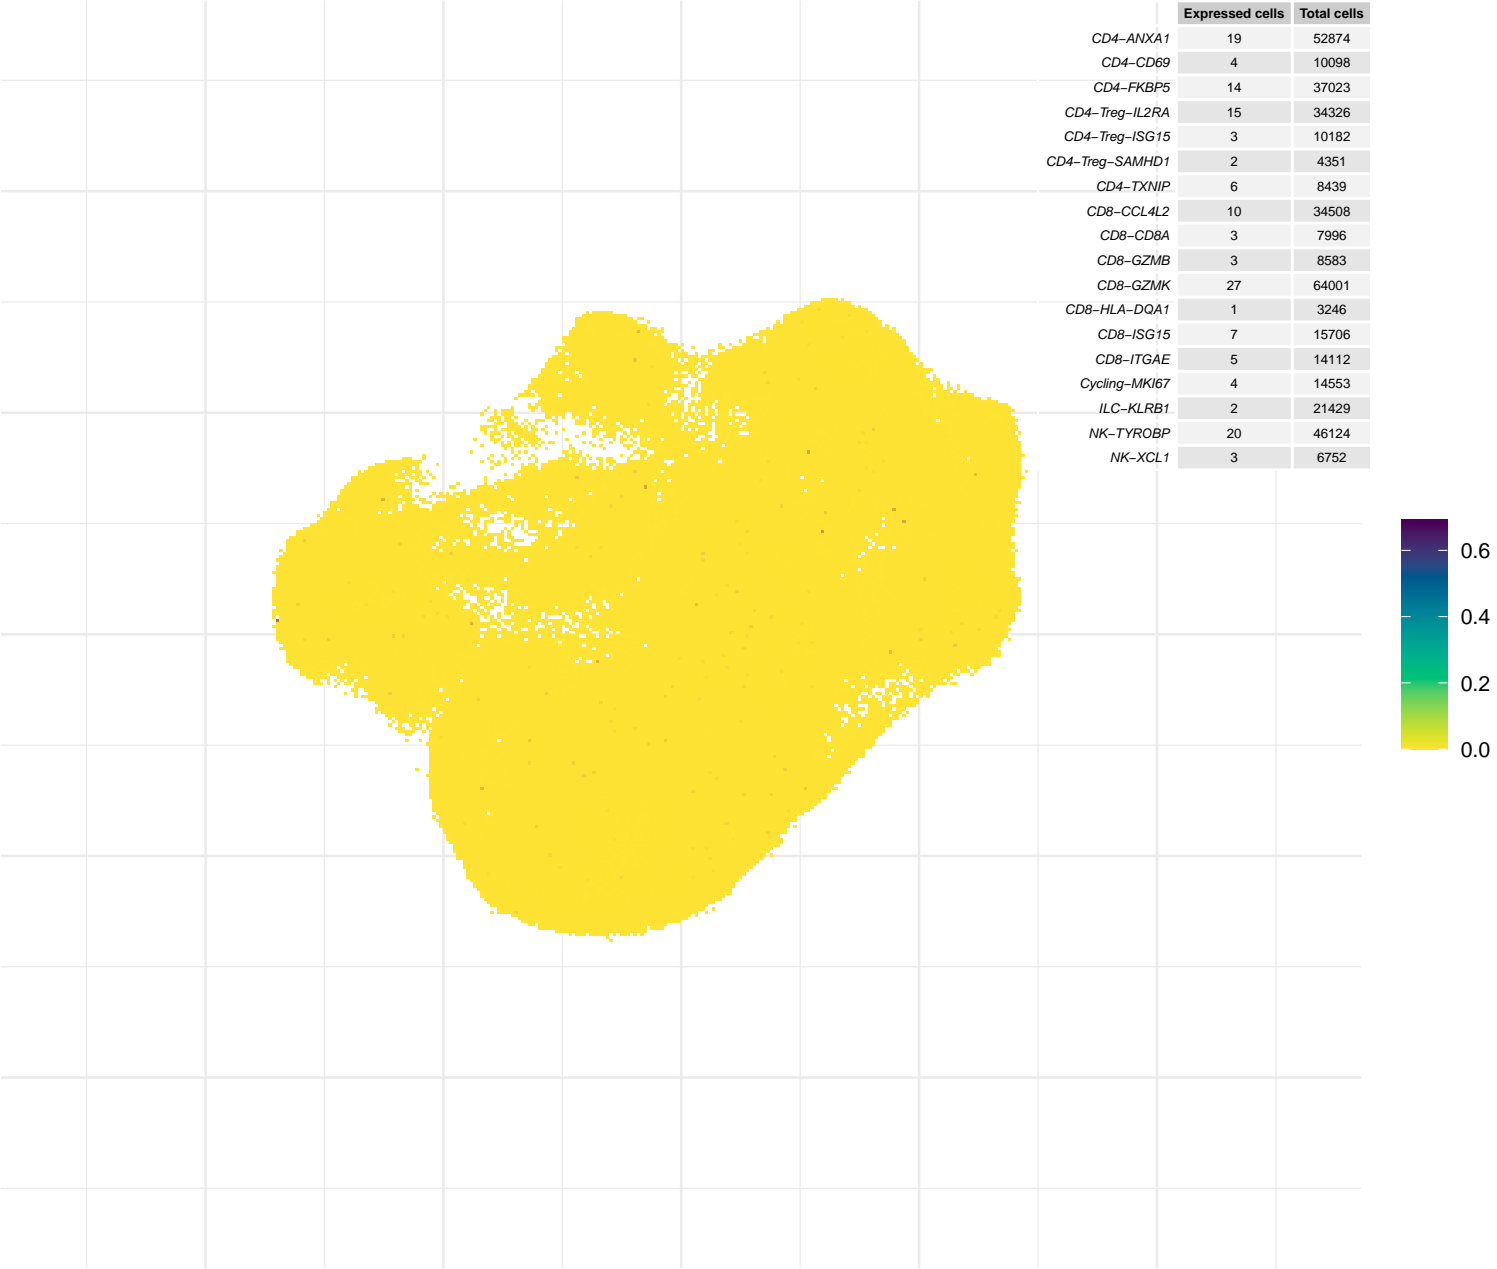 Expressed cells Total cells
CD4−ANXA1 19 52874
CD4−CD69 4 10098
CD4−FKBP5 14 37023
CD4−Treg−IL2RA 15 34326
CD4−Treg−ISG15 3 10182
CD4−Treg−SAMHD1 2 4351
CD4−TXNIP 6 8439
CD8−CCL4L2 10 34508
CD8−CD8A 3 7996
CD8−GZMB 3 8583
CD8−GZMK 27 64001
CD8−HLA−DQA1 1 3246
CD8−ISG15 7 15706
CD8−ITGAE 5 14112
Cycling−MKI67 4 14553
ILC−KLRB1 2 21429
NK−TYROBP 20 46124
NK−XCL1 3 6752
0.6
0.4
0.2
0.0